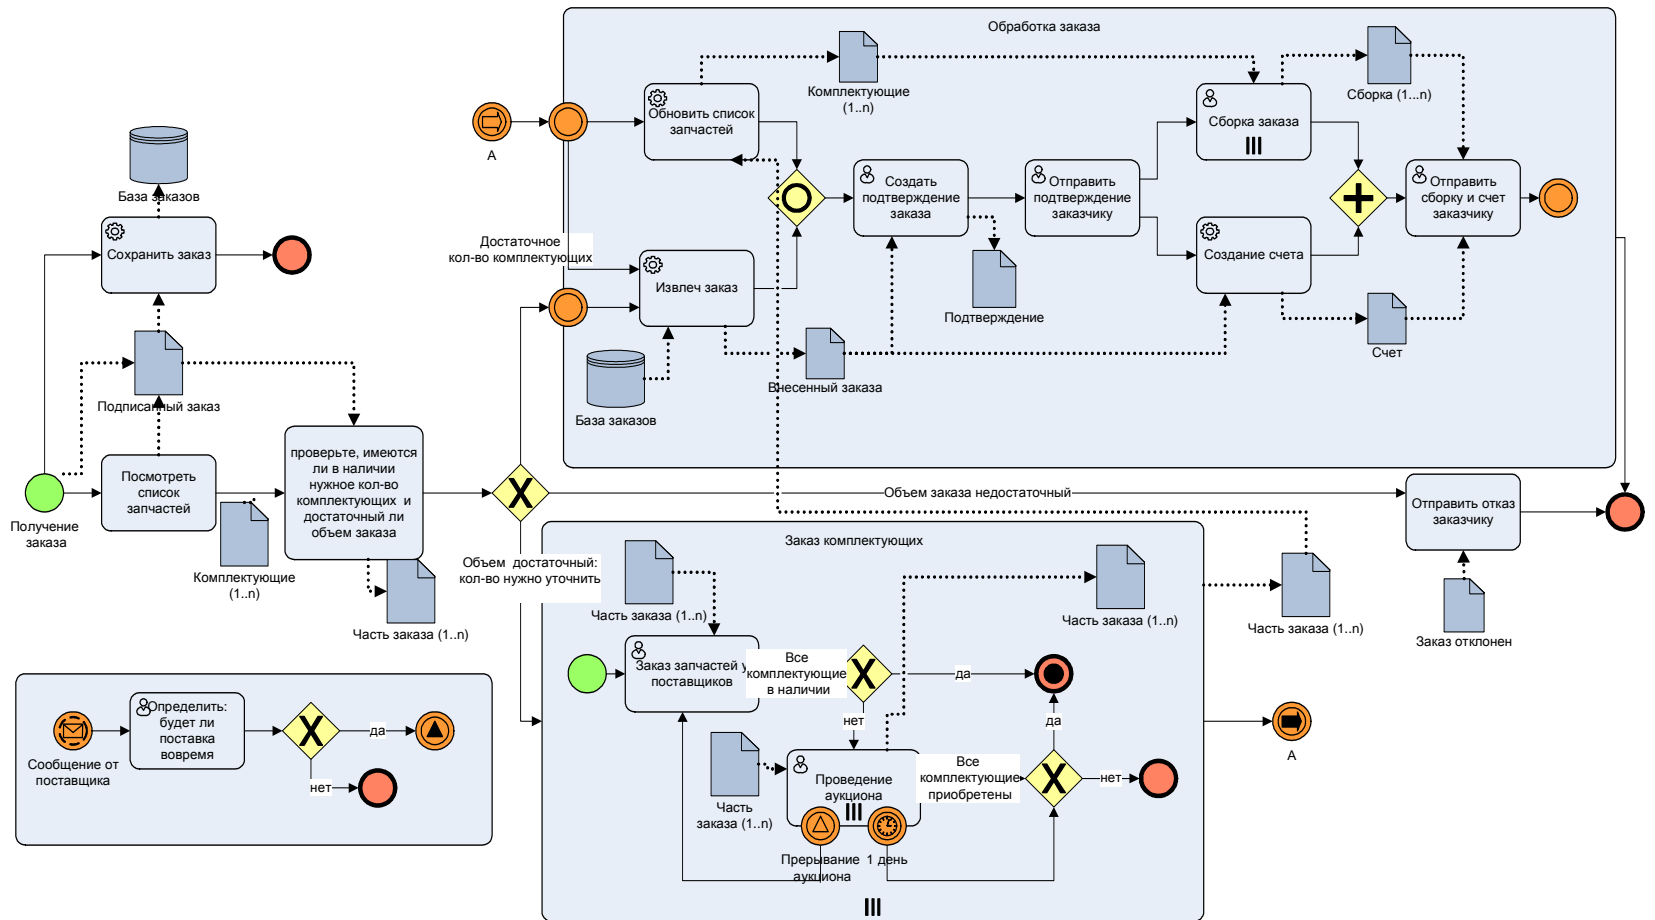 Обработка заказа
Комплектующие
(1..n)
Сборка (1...n)
Обновить список
запчастей
Сборка заказа
А
База заказов
Сохранить заказ
Создать
подтверждение
заказа
Отправить
подтверждение
заказчику
Отправить
сборку и счет
заказчику
Достаточное
кол-во комплектующих
Извлеч заказ
Создание счета
Подтверждение
Счет
Внесенный заказа
База заказов
Подписанный заказ
Посмотреть
список
запчастей
проверьте, имеются
ли в наличии
нужное кол-во
комплектующих и
достаточный ли
объем заказа
Получение
заказа
Комплектующие
(1..n)
Часть заказа (1..n)
Объем заказа недостаточный
Отправить отказ
заказчику
Заказ отклонен
Объем достаточный:
кол-во нужно уточнить
Заказ комплектующих
Часть заказа (1..n)
Часть заказа (1..n)
Часть заказа (1..n)
Заказ запчастей у
поставщиков
Все
комплектующие
в наличии
да
нет
да
Часть
заказа (1..n)
Проведение
аукциона
Все
комплектующие
приобретены
нет
Прерывание
аукциона
1 день
А
Сообщение от
поставщика
Определить:
будет ли
поставка
вовремя
да
нет